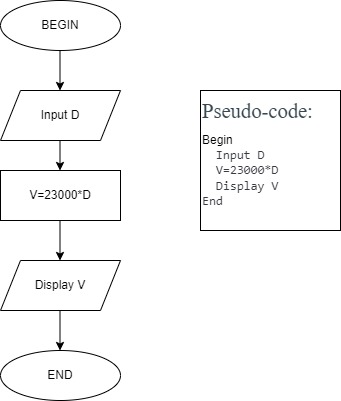 BEGIN
Input D
V=23000*D
Display V
END
Pseudo-code:
Begin
Input D
V=23000*D
Display V
End